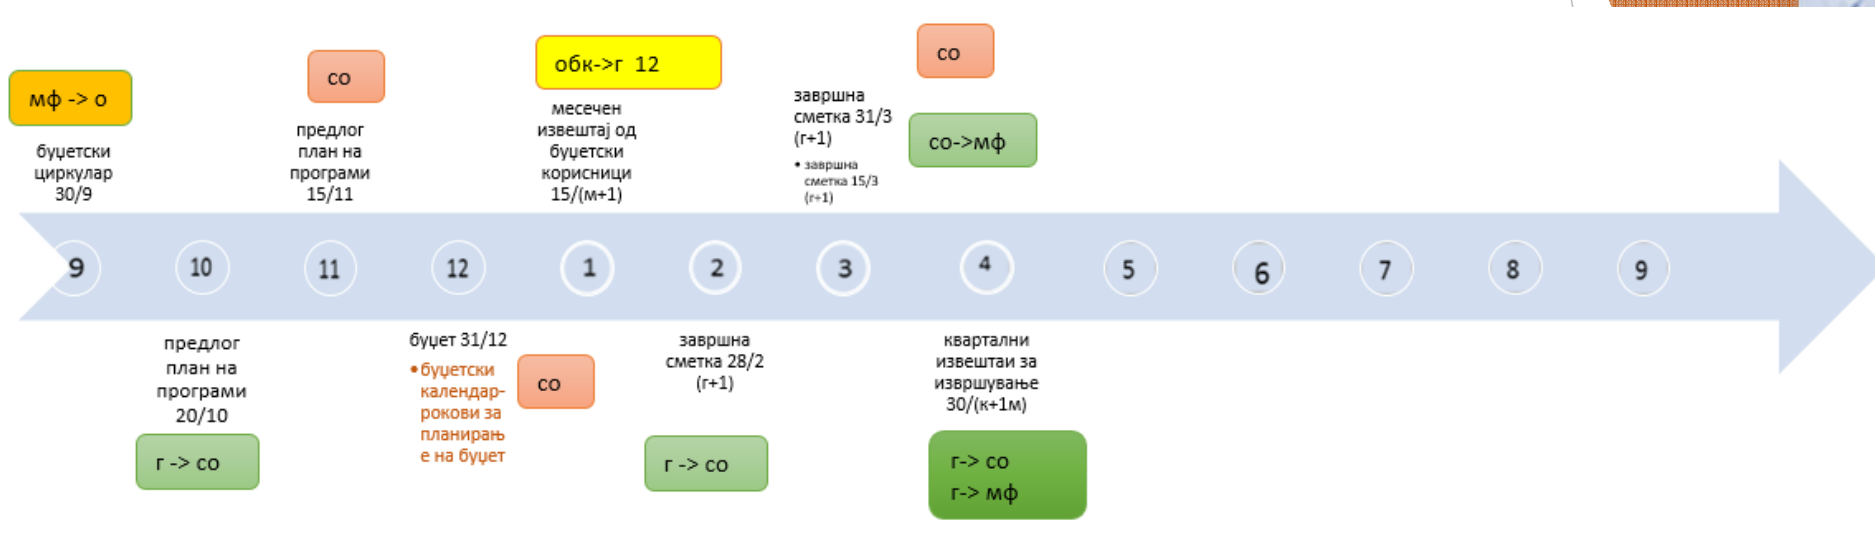 мф -> о
буџетски
циркулар
30/9
со
предлог
план на
програми
15/11
обк->г 12
месечен
извештај од
буџетски
корисници
15/(м+1)
завршна
сметка 31/3
(г+1)
• завршна
сметка 15/3
(г+1)
со
со->мф
9
10
11
12
1
2
3
4
5
6
7
8
9
предлог
план на
програми
20/10
г -> со
буџет 31/12
• буџетски
календар-
рокови за
планирањ
е на буџет
со
завршна
сметка 28/2
(г+1)
г -> со
квартални
извештаи за
извршување
30/(к+1м)
г-> со
г-> мф